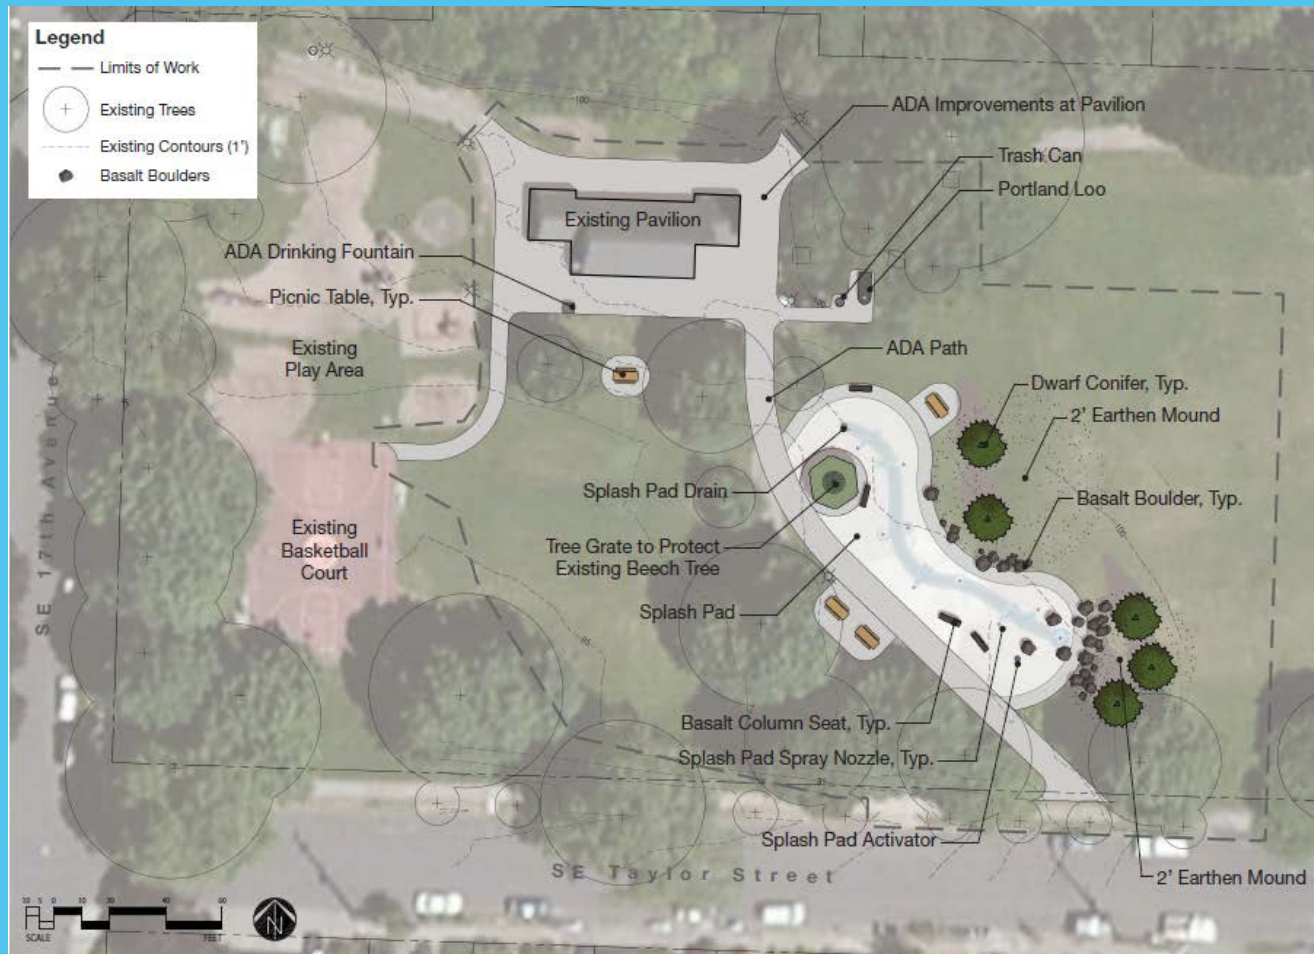 Legend
Limits of Work
Existing Trees
Existing Contours (1')
Basalt Boulders
100
ADA Improvements at Pavilion
Trash Can
Portland Loo
Existing Pavilion
ADA Drinking Fountain
Picnic Table, Typ.
Existing
Play Area
ADA Path
Dwarf Conifer, Typ.
2' Earthen Mound
Splash Pad Drain
Basalt Boulder, Typ.
Existing
Basketball
Court
Tree Grate to Protect
Existing Beech Tree
Splash Pad
SE 17th Avenue
Basalt Column Seat, Typ.
Splash Pad Spray Nozzle, Typ.
Splash Pad Activator
SE Taylor Street
2' Earthen Mound
SCALE
FEET
N